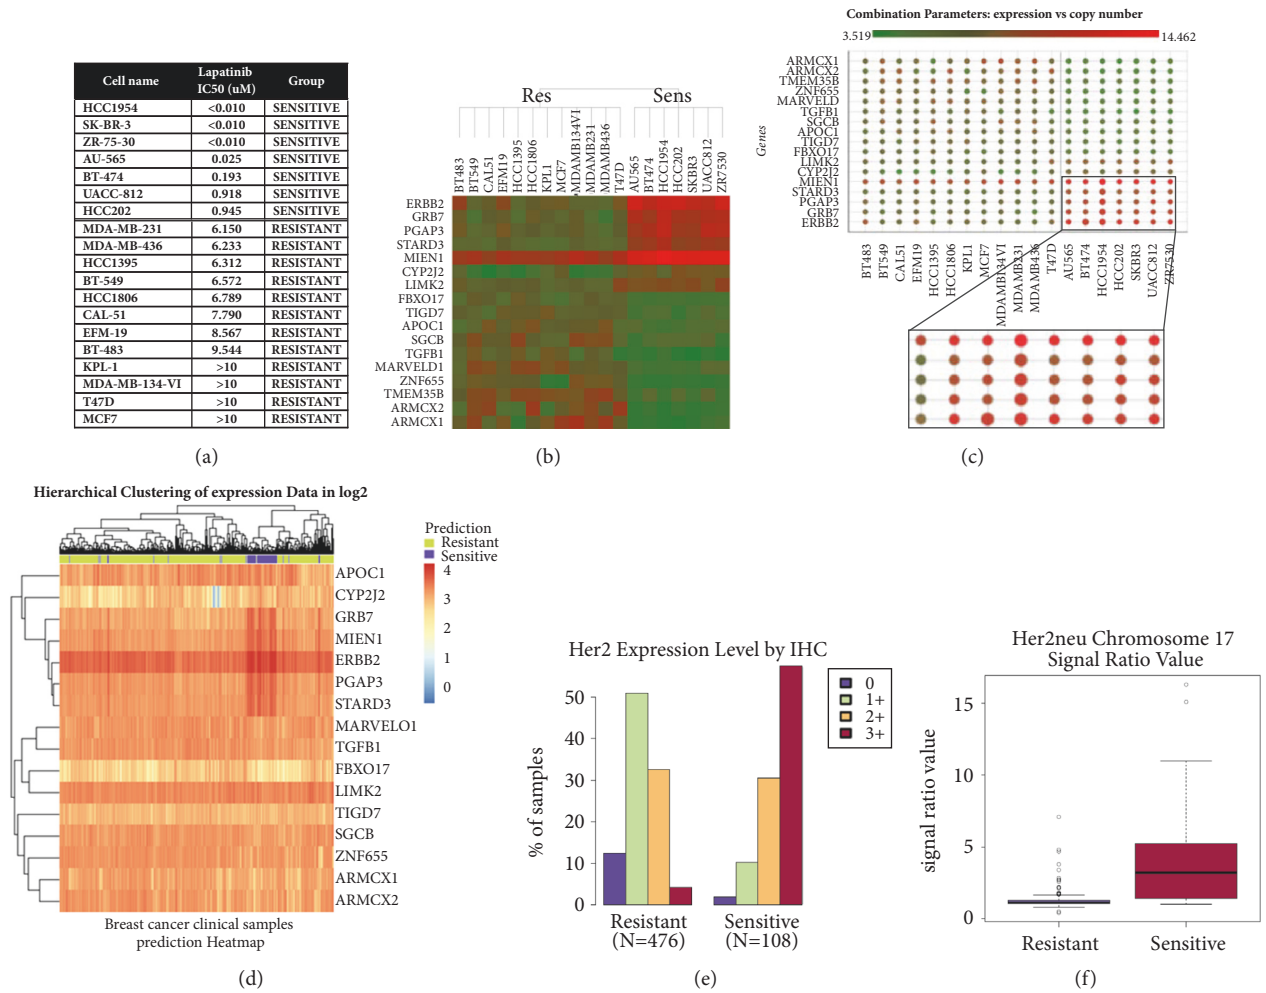 Cell name Lapatinib IC50 (uM) Group
HCC1954 <0.010 SENSITIVE
SK-BR-3 <0.010 SENSITIVE
ZR-75-30 <0.010 SENSITIVE
AU-565 0.025 SENSITIVE
BT-474 0.193 SENSITIVE
UACC-812 0.918 SENSITIVE
HCC202 0.945 SENSITIVE
MDA-MB-231 6.150 RESISTANT
MDA-MB-436 6.233 RESISTANT
HCC1395 6.312 RESISTANT
BT-549 6.572 RESISTANT
HCC1806 6.789 RESISTANT
CAL-51 7.790 RESISTANT
EFM-19 8.567 RESISTANT
BT-483 9.544 RESISTANT
KPL-1 >10 RESISTANT
MDA-MB-134-VI >10 RESISTANT
T47D >10 RESISTANT
MCF7 >10 RESISTANT
(a)
Res Sens
BT483
BT549
CAL51
EFM19
HCC1395
HCC1806
KPL1
MCF7
MDAMB134VI
MDAMB231
MDAMB436
T47D
AU565
BT474
HCC1954
HCC202
SKBR3
UACC812
ZR7530
ERBB2
GRB7
PGAP3
STARD3
MIEN1
CYP2J2
LIMK2
FBXO17
TIGD7
APOC1
SGCB
TGFB1
MARVELD1
ZNF655
TMEM35B
ARMCX2
ARMCX1
(b)
Combination Parameters: expression vs copy number
3.519 14.462
Genes
ARMCX1
ARMCX2
TMEM35B
ZNF655
MARVELD
TGFB1
SGCB
APOC1
TIGD7
FBXO17
LIMK2
CYP2J2
MIEN1
STARD3
PGAP3
GRB7
ERBB2
BT483
BT549
CAL51
EFM19
HCC1395
HCC1806
KPL1
MCF7
MDAMB134VI
MDAMB231
MDAMB436
T47D
AU565
BT474
HCC1954
HCC202
SKBR3
UACC812
ZR7530
(c)
Hierarchical Clustering of expression Data in log2
Prediction
Resistant
Sensitive
4
3
2
1
0
APOC1
CYP2J2
GRB7
MIEN1
ERBB2
PGAP3
STARD3
MARVELO1
TGFB1
FBXO17
LIMK2
TIGD7
SGCB
ZNF655
ARMCX1
ARMCX2
Breast cancer clinical samples
prediction Heatmap
(d)
Her2 Expression Level by IHC
% of samples
50
40
30
20
10
0
0
1+
2+
3+
Resistant Sensitive
(N=476) (N=108)
(e)
Her2neu Chromosome 17
Signal Ratio Value
signal ratio value
15
10
5
0
Resistant Sensitive
(f)